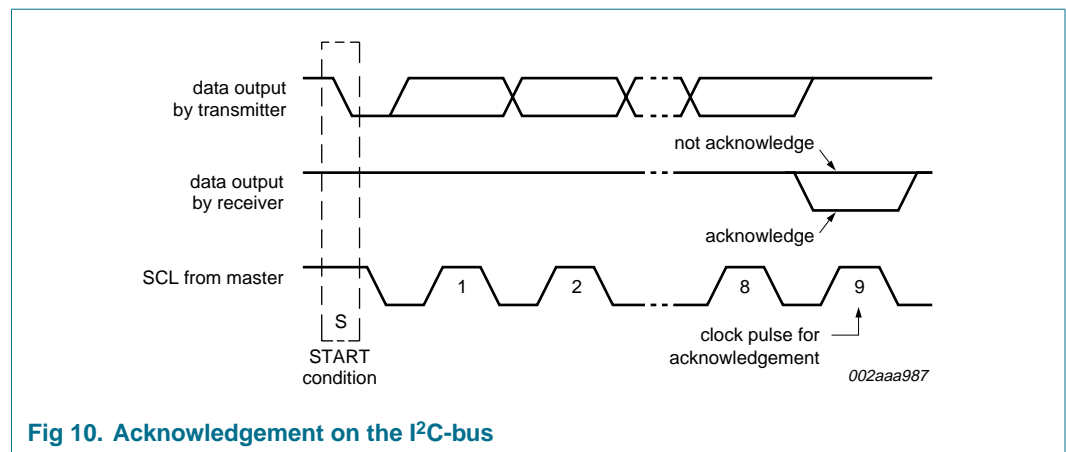 data output
by transmitter
not acknowledge
data output
by receiver
acknowledge
SCL from master
1
2
8
9
S
START
condition
clock pulse for
acknowledgement
002aaa987
Fig 10. Acknowledgement on the I²C-bus